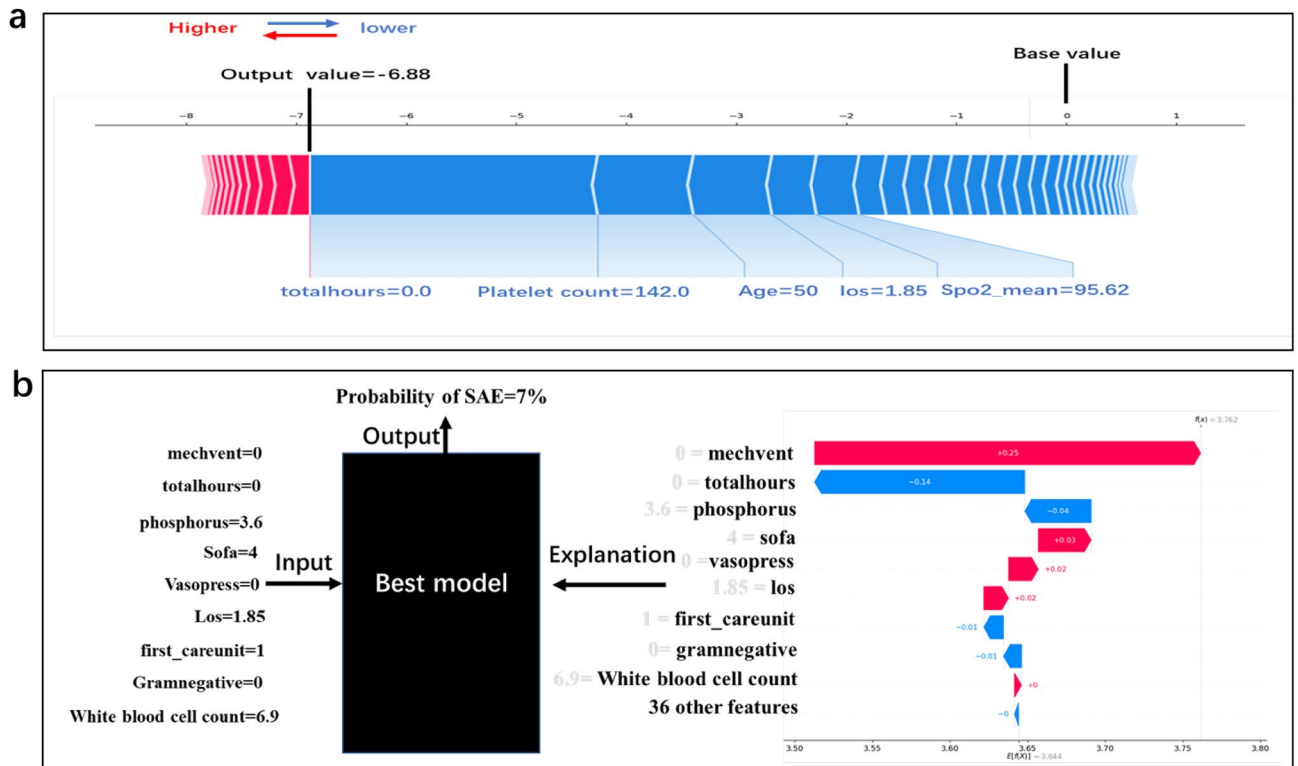 a
Higher
lower
Output value=-6.88
Base value
−8 −7 −6 −5 −4 −3 −2 −1 0 1
totalhours=0.0 Platelet count=142.0 Age=50 los=1.85 Spo2_mean=95.62
b
Probability of SAE=7%
Output
mechvent=0
totalhours=0
phosphorus=3.6
Sofa=4
Vasopress=0
Los=1.85
first_careunit=1
Gramnegative=0
White blood cell count=6.9
Input
Best model
Explanation
0 = mechvent
0 = totalhours
3.6 = phosphorus
4 = sofa
0 =vasopress
1.85 = los
1 = first_careunit
0= gramnegative
6.9= White blood cell count
36 other features
f(x) = 3.762
+0.25
−0.14
−0.04
+0.03
+0.02
+0.02
−0.01
−0.01
+0
−0
3.50 3.55 3.60 3.65 3.70 3.75 3.80
E[f(X)] = 3.644